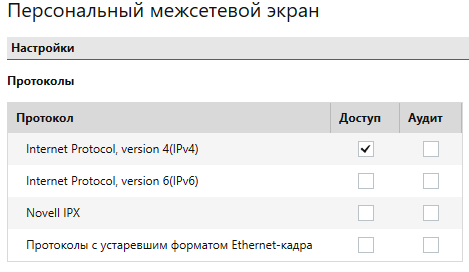 Персональный межсетевой экран
Настройки
Протоколы
Протокол Доступ Аудит
Internet Protocol, version 4(IPv4)
Internet Protocol, version 6(IPv6)
Novell IPX
Протоколы с устаревшим форматом Ethernet-кадра